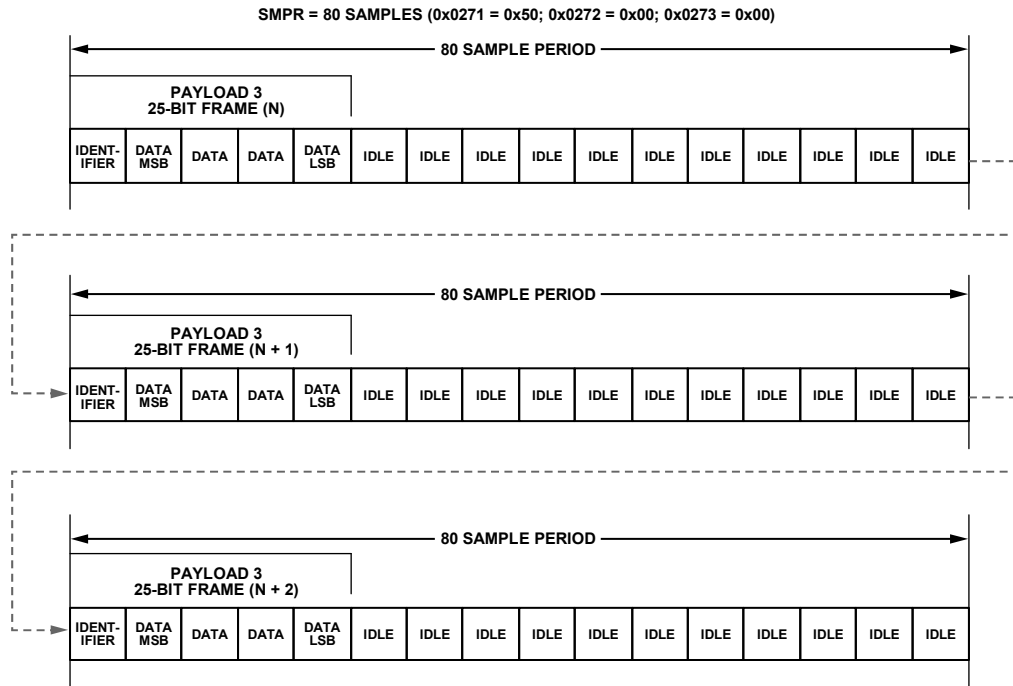 SMPR = 80 SAMPLES (0x0271 = 0x50; 0x0272 = 0x00; 0x0273 = 0x00)
80 SAMPLE PERIOD
PAYLOAD 3
25-BIT FRAME (N)
IDENT-
IFIER DATA
MSB DATA DATA DATA
LSB IDLE IDLE IDLE IDLE IDLE IDLE IDLE IDLE IDLE IDLE IDLE
80 SAMPLE PERIOD
PAYLOAD 3
25-BIT FRAME (N + 1)
IDENT-
IFIER DATA
MSB DATA DATA DATA
LSB IDLE IDLE IDLE IDLE IDLE IDLE IDLE IDLE IDLE IDLE IDLE
80 SAMPLE PERIOD
PAYLOAD 3
25-BIT FRAME (N + 2)
IDENT-
IFIER DATA
MSB DATA DATA DATA
LSB IDLE IDLE IDLE IDLE IDLE IDLE IDLE IDLE IDLE IDLE IDLE